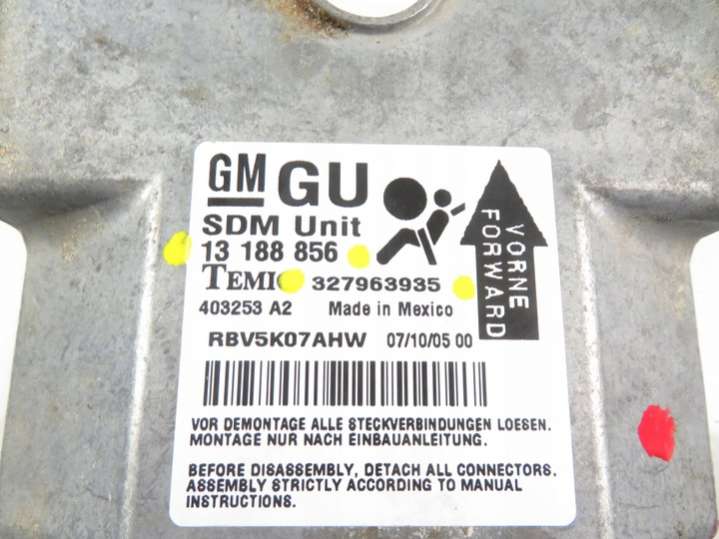 GM GU
SDM Unit
13 188 856
TEMIC 327963935
403253 A2 Made in Mexico
RBV5K07AHW 07/10/05 00
VORNE
FORWARD
VOR DEMONTAGE ALLE STECKVERBINDUNGEN LOESEN.
MONTAGE NUR NACH EINBAUANLEITUNG.
BEFORE DISASSEMBLY, DETACH ALL CONNECTORS.
ASSEMBLY STRICTLY ACCORDING TO MANUAL
INSTRUCTIONS.